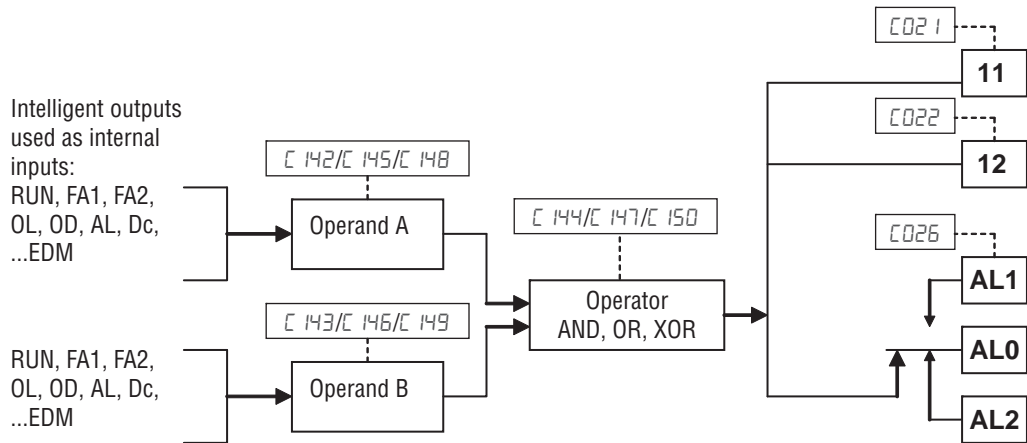 C021
11
Intelligent outputs
used as internal
inputs:
RUN, FA1, FA2,
OL, OD, AL, Dc,
...EDM
C142/C145/C148
Operand A
C022
12
C144/C147/C150
Operator
AND, OR, XOR
C026
AL1
AL0
AL2
C143/C146/C149
RUN, FA1, FA2,
OL, OD, AL, Dc,
...EDM
Operand B